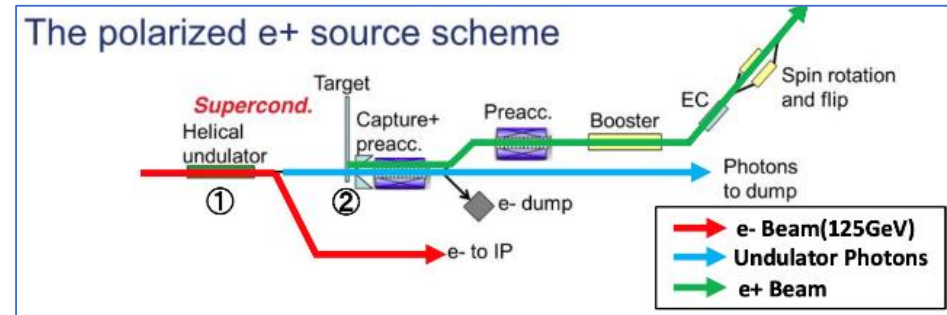 The polarized e+ source scheme
Target
Supercond.
Helical
undulator
Capture+
preacc.
Preacc.
Booster
EC
Spin rotation
and flip
①
②
Photons
to dump
e- dump
e- to IP
e- Beam(125GeV)
Undulator Photons
e+ Beam